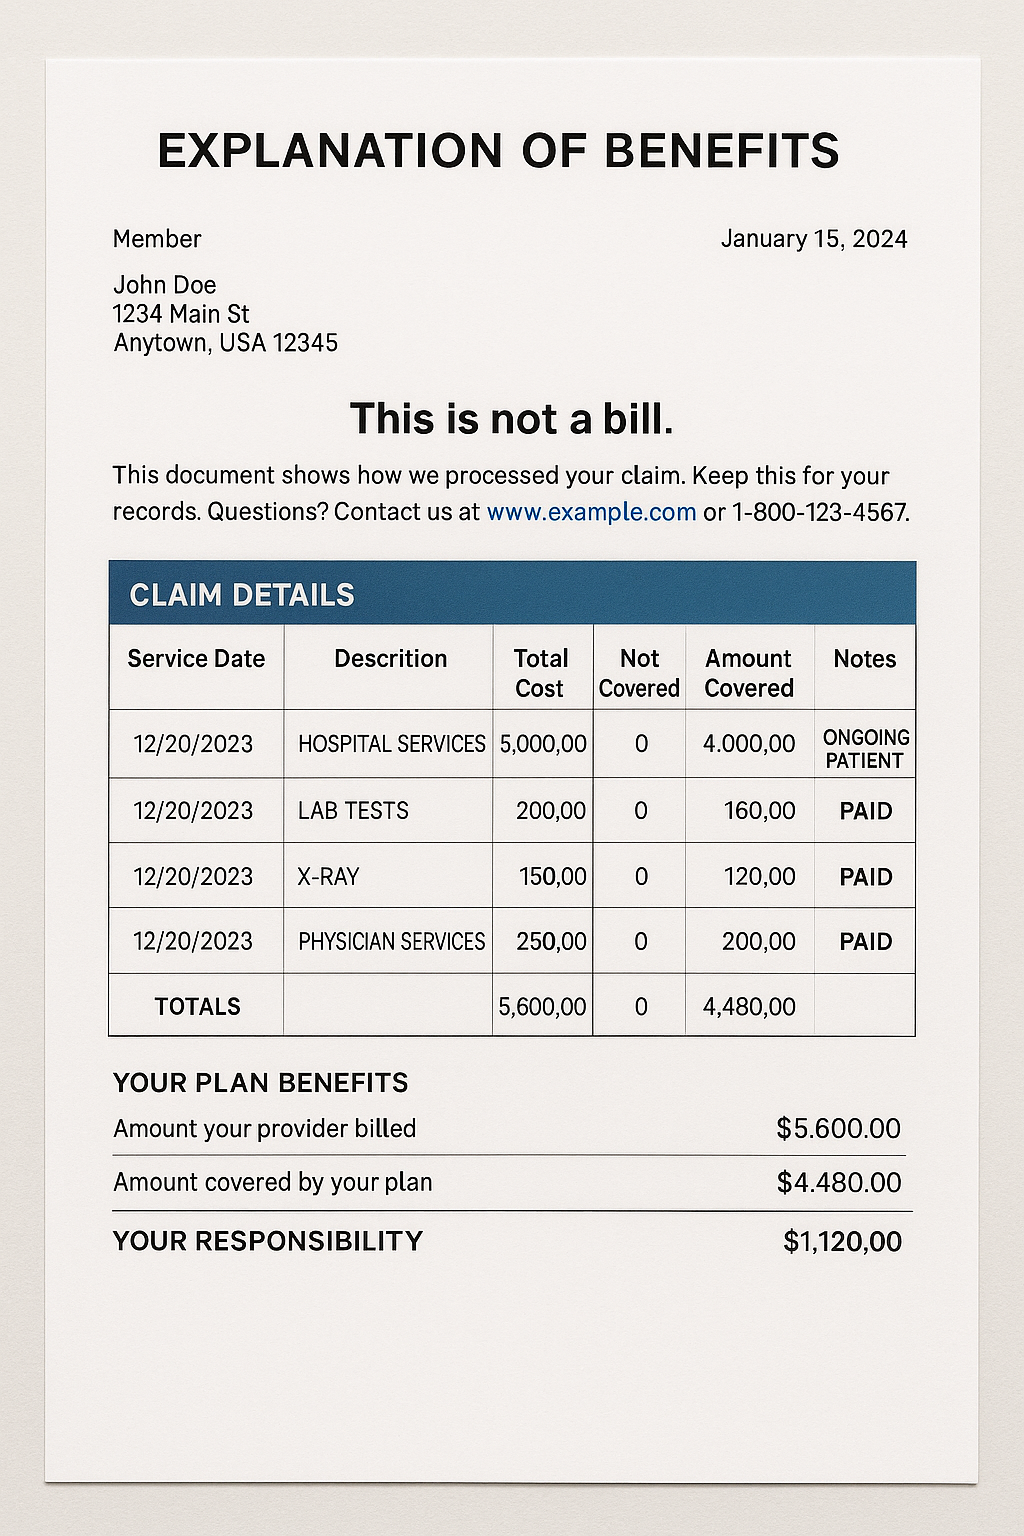 EXPLANATION OF BENEFITS
Member
January 15, 2024
John Doe
1234 Main St
Anytown, USA 12345
This is not a bill.
This document shows how we processed your claim. Keep this for your
records. Questions? Contact us at www.example.com or 1-800-123-4567.
CLAIM DETAILS
Service Date Descrition Total Cost Not Covered Amount Covered Notes
12/20/2023 HOSPITAL SERVICES 5,000,00 0 4.000,00 ONGOING PATIENT
12/20/2023 LAB TESTS 200,00 0 160,00 PAID
12/20/2023 X-RAY 150,00 0 120,00 PAID
12/20/2023 PHYSICIAN SERVICES 250,00 0 200,00 PAID
TOTALS 5,600,00 0 4,480,00
YOUR PLAN BENEFITS
Amount your provider billed $5.600.00
Amount covered by your plan $4.480.00
YOUR RESPONSIBILITY $1,120,00